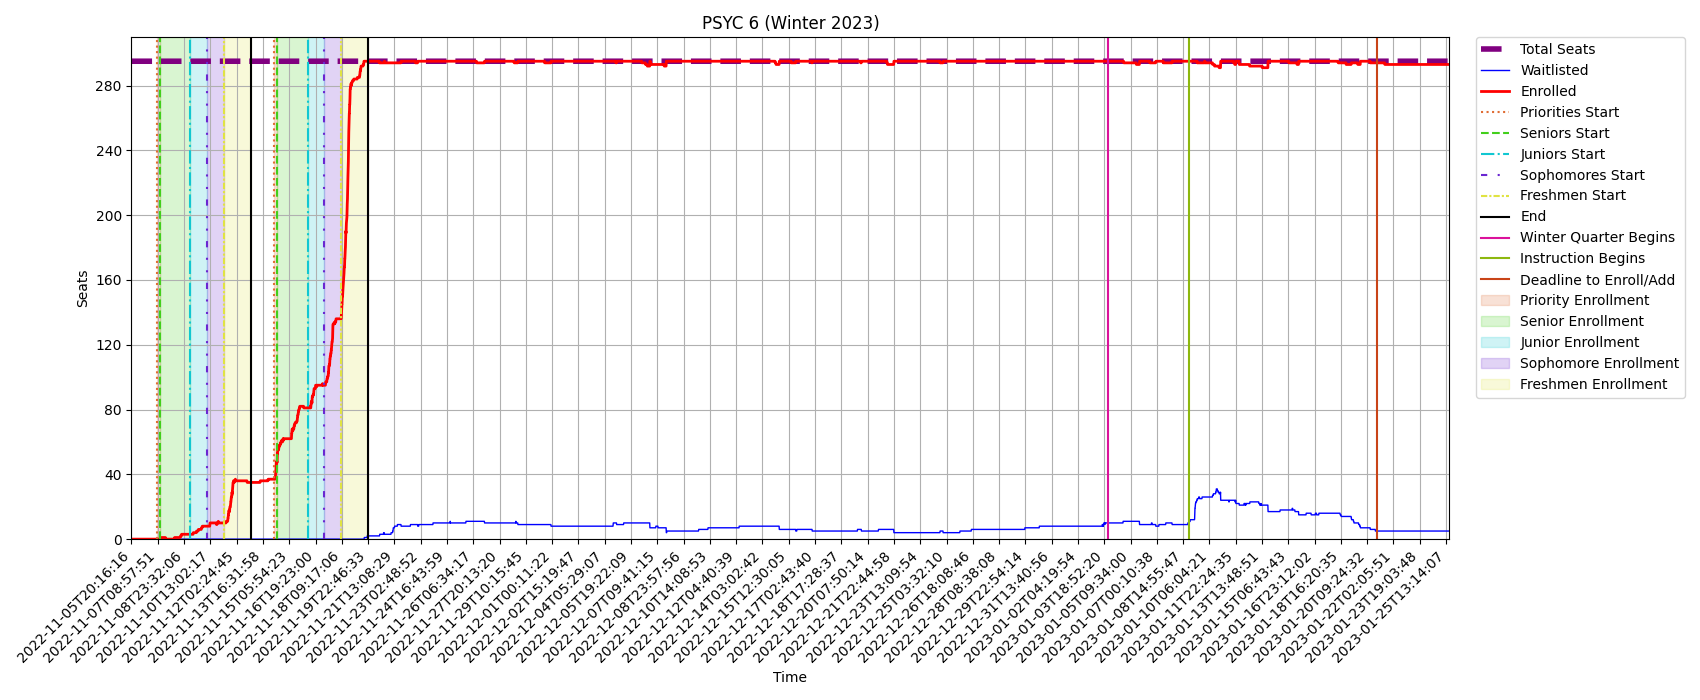 PSYC 6 (Winter 2023)
Seats
280
240
200
160
120
80
40
0
2022-11-05T20:16:16
2022-11-07T08:57:51
2022-11-08T23:32:06
2022-11-10T13:02:17
2022-11-12T02:24:45
2022-11-13T16:31:58
2022-11-15T05:54:23
2022-11-16T19:23:00
2022-11-18T09:17:06
2022-11-19T22:46:33
2022-11-21T13:08:29
2022-11-23T02:48:52
2022-11-24T16:43:59
2022-11-26T06:34:17
2022-11-27T20:13:20
2022-11-29T10:15:45
2022-12-01T00:11:22
2022-12-02T15:19:47
2022-12-04T05:29:07
2022-12-05T19:22:09
2022-12-07T09:41:15
2022-12-08T23:57:56
2022-12-10T14:08:53
2022-12-12T04:40:39
2022-12-14T03:02:42
2022-12-15T12:30:05
2022-12-17T02:43:40
2022-12-18T17:28:37
2022-12-20T07:50:14
2022-12-21T22:44:58
2022-12-23T13:09:54
2022-12-25T03:32:10
2022-12-26T18:08:46
2022-12-28T08:38:08
2022-12-29T22:54:14
2022-12-31T13:40:56
2023-01-02T04:19:54
2023-01-03T18:52:20
2023-01-05T09:34:00
2023-01-07T00:10:38
2023-01-08T14:55:47
2023-01-10T06:04:21
2023-01-11T22:24:35
2023-01-13T13:48:51
2023-01-15T06:43:43
2023-01-16T23:12:02
2023-01-18T16:20:35
2023-01-20T09:24:32
2023-01-22T02:05:51
2023-01-23T19:03:48
2023-01-25T13:14:07
Time
Total Seats
Waitlisted
Enrolled
Priorities Start
Seniors Start
Juniors Start
Sophomores Start
Freshmen Start
End
Winter Quarter Begins
Instruction Begins
Deadline to Enroll/Add
Priority Enrollment
Senior Enrollment
Junior Enrollment
Sophomore Enrollment
Freshmen Enrollment